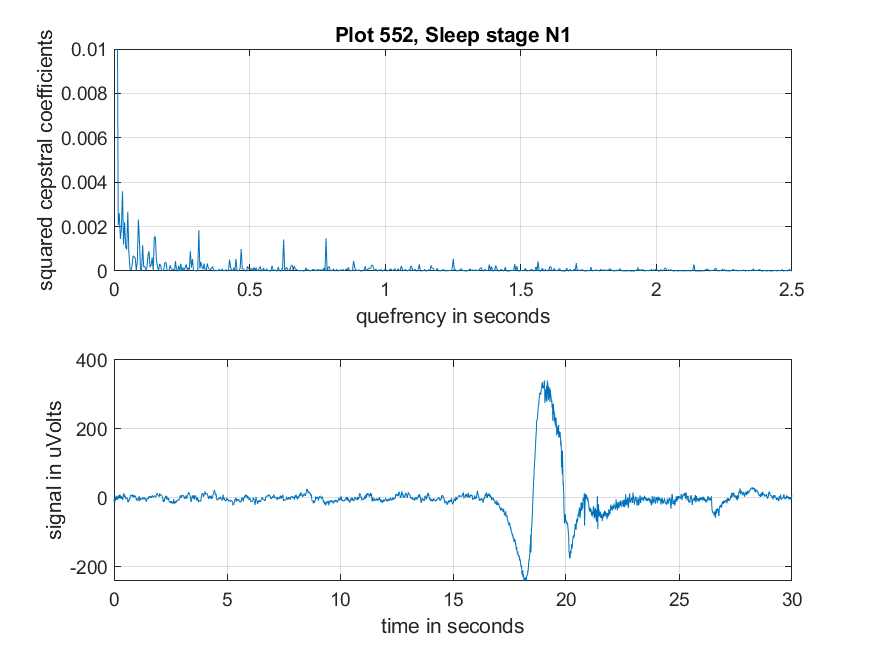 Plot 552, Sleep stage N1
squared cepstral coefficients
0.01
0.008
0.006
0.004
0.002
0
0 0.5 1 1.5 2 2.5
quefrency in seconds
signal in uVolts
400
200
0
-200
0 5 10 15 20 25 30
time in seconds